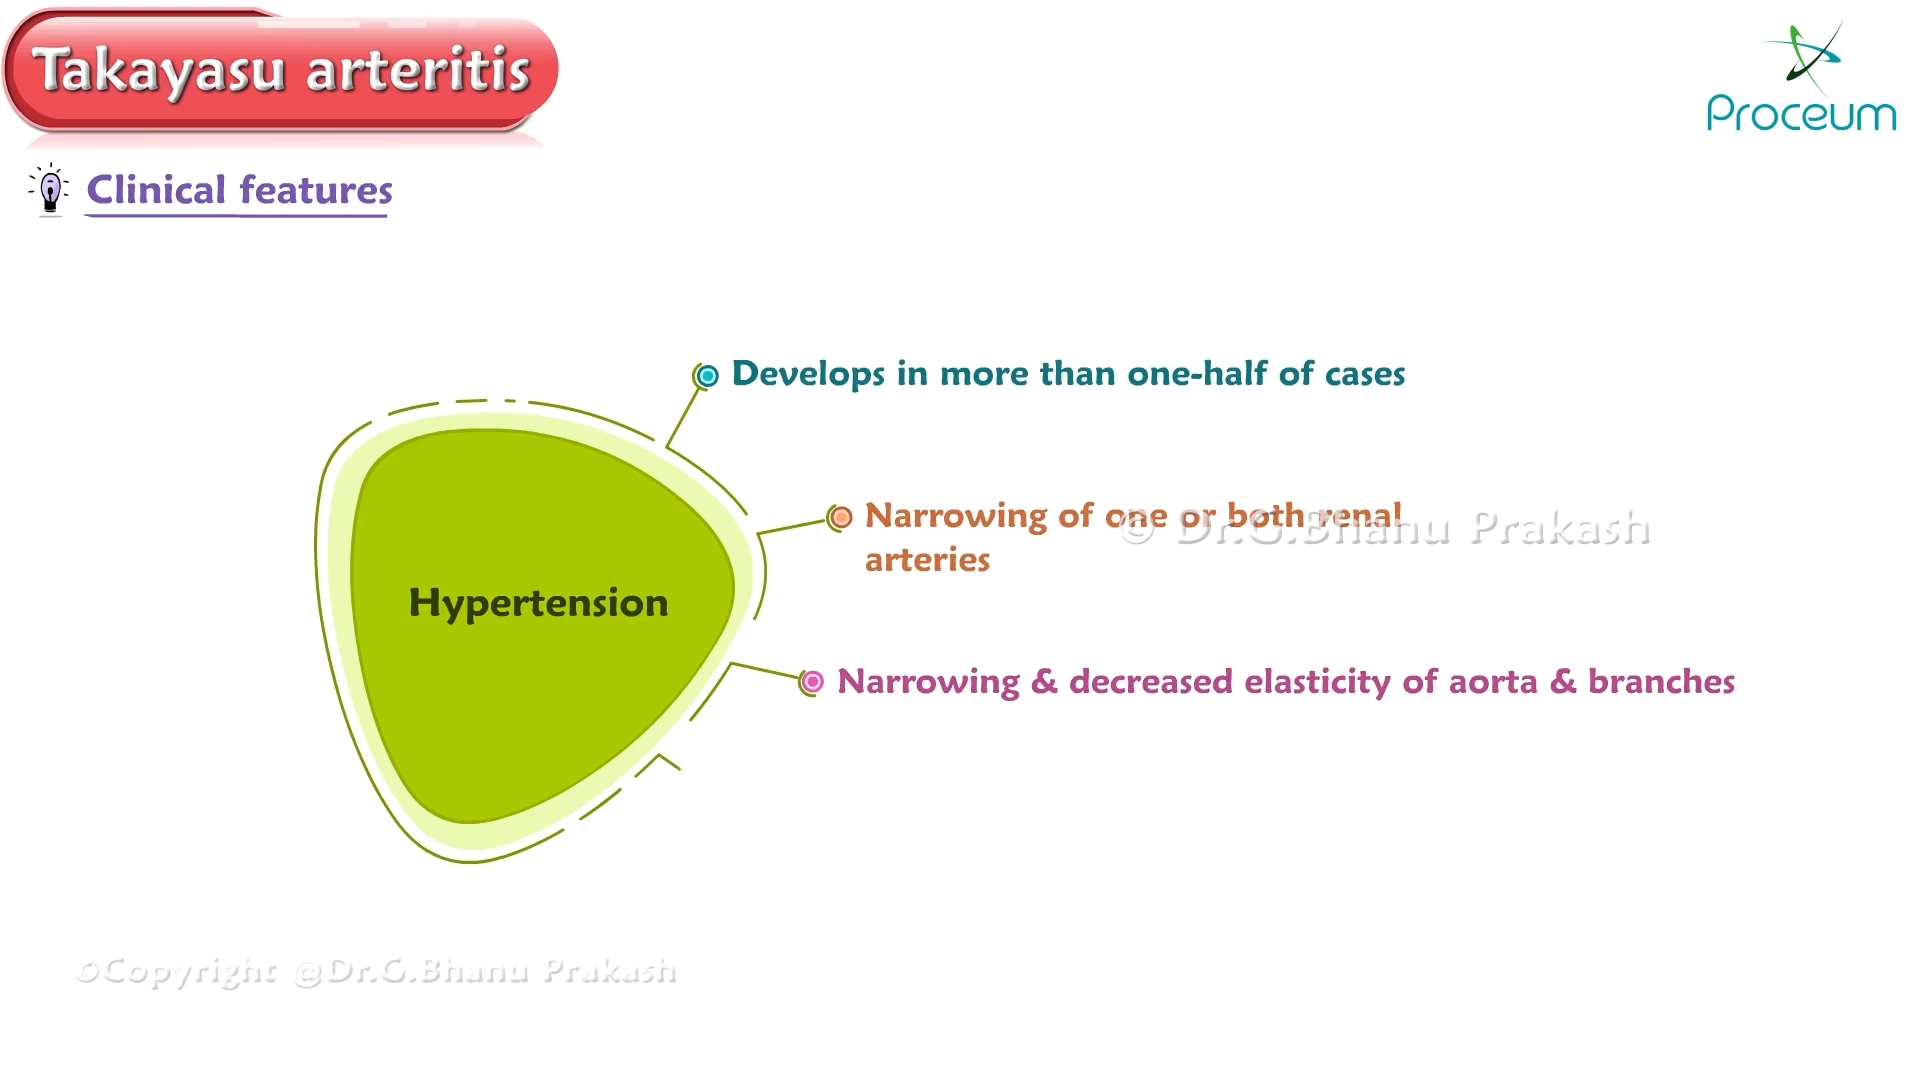 Takayasu arteritis
Proceum
Clinical features
Develops in more than one-half of cases
Narrowing of one or both renal
arteries
© Dr.G.Bhanu Prakash
Hypertension
Narrowing & decreased elasticity of aorta & branches
©Copyright @Dr.G.Bhanu Prakash